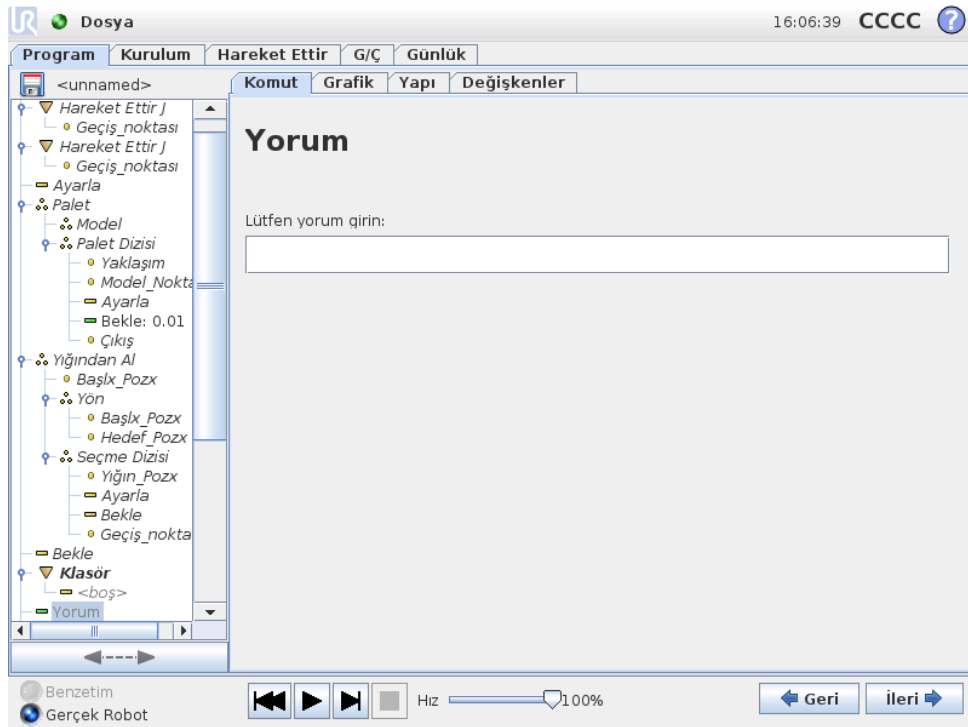 UR Dosya 16:06:39 CCCC ?
Program Kurulum Hareket Ettir G/Ç Günlük
<unnamed>
Komut Grafik Yapı Değişkenler
Hareket Ettir J
Geçiş_noktası
Hareket Ettir J
Geçiş_noktası
Ayarla
Palet
Model
Palet Dizisi
Yaklaşım
Model_Nokta
Ayarla
Bekle: 0.01
Çıkış
Yığından Al
Başlx_Pozx
Yön
Başlx_Pozx
Hedef_Pozx
Seçme Dizisi
Yığın_Pozx
Ayarla
Bekle
Geçiş_nokta
Bekle
Klasör
<boş>
Yorum
Yorum
Lütfen yorum girin:
Benzetim
Gerçek Robot
Hız 100%
Geri İleri